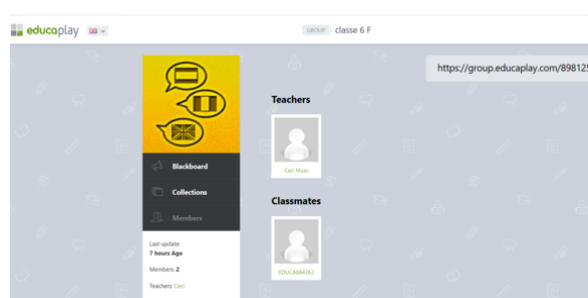 educaplay
GROUP classe 6 F
https://group.educaplay.com/898125
Teachers
Ceci Muas
Blackboard
Collections
Members
Classmates
EDUCA884762
Last update:
7 hours Ago
Members: 2
Teachers: Ceci